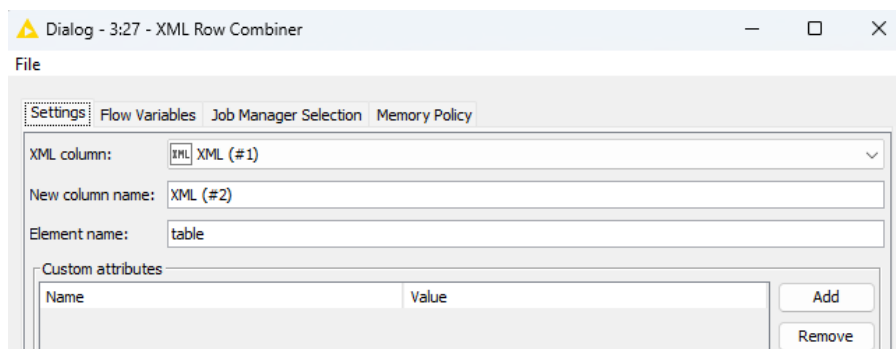 Dialog - 3:27 - XML Row Combiner
File
Settings Flow Variables Job Manager Selection Memory Policy
XML column: XML XML (#1)
New column name: XML (#2)
Element name: table
Custom attributes
Name Value Add
Remove